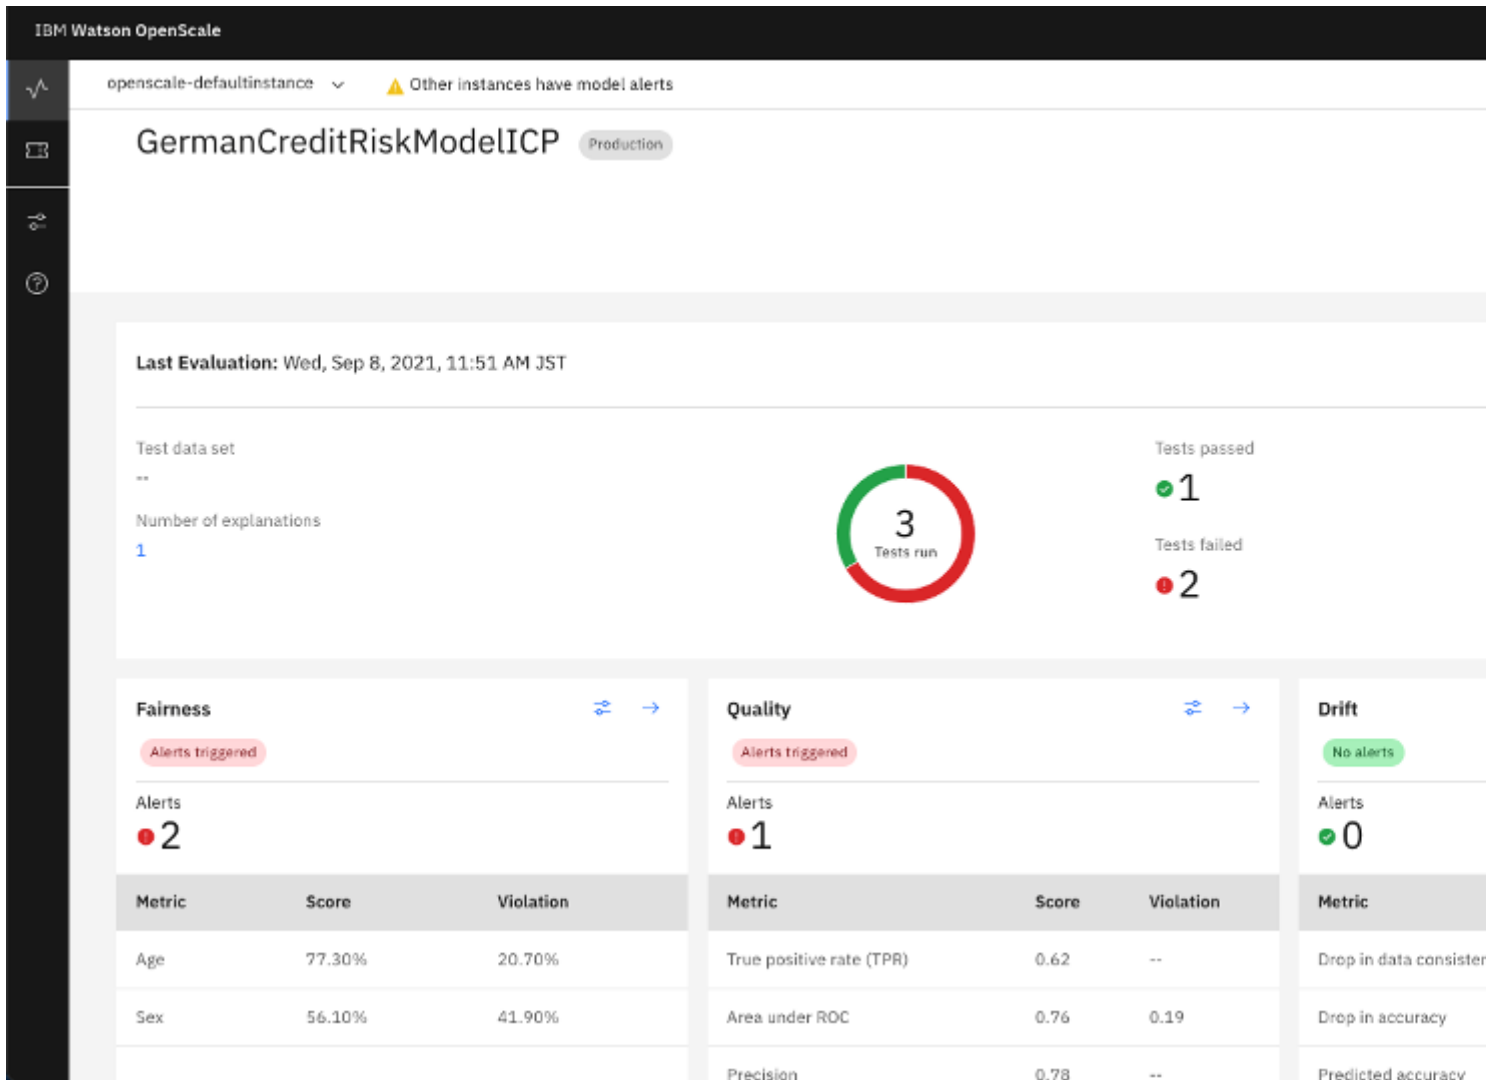 IBM Watson OpenScale
openscale-defaultinstance
Other instances have model alerts
GermanCreditRiskModelICP
Production
Last Evaluation: Wed, Sep 8, 2021, 11:51 AM JST
Test data set
--
Number of explanations
1
3
Tests run
Tests passed
1
Tests failed
2
Fairness
Alerts triggered
Alerts
2
Metric Score Violation
Age 77.30% 20.70%
Sex 56.10% 41.90%
Quality
Alerts triggered
Alerts
1
Metric Score Violation
True positive rate (TPR) 0.62 --
Area under ROC 0.76 0.19
Precision 0.78 --
Drift
No alerts
Alerts
0
Metric
Drop in data consister
Drop in accuracy
Predicted accuracy